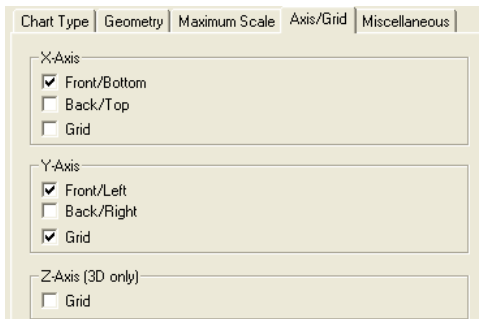 Chart Type Geometry Maximum Scale Axis/Grid Miscellaneous
X-Axis
Front/Bottom
Back/Top
Grid
Y-Axis
Front/Left
Back/Right
Grid
Z-Axis (3D only)
Grid